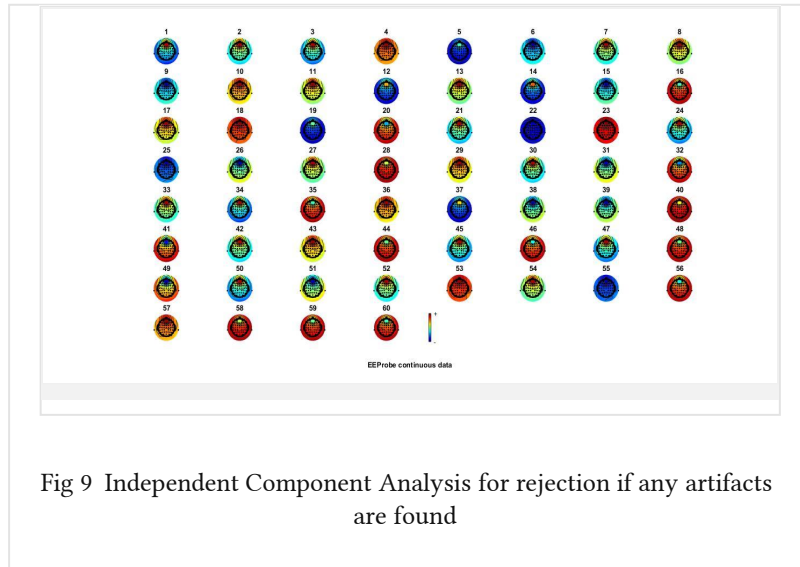 1 2 3 4 5 6 7 8
9 10 11 12 13 14 15 16
17 18 19 20 21 22 23 24
25 26 27 28 29 30 31 32
33 34 35 36 37 38 39 40
41 42 43 44 45 46 47 48
49 50 51 52 53 54 55 56
57 58 59 60
+
-
EEProbe continuous data
Fig 9 Independent Component Analysis for rejection if any artifacts
are found